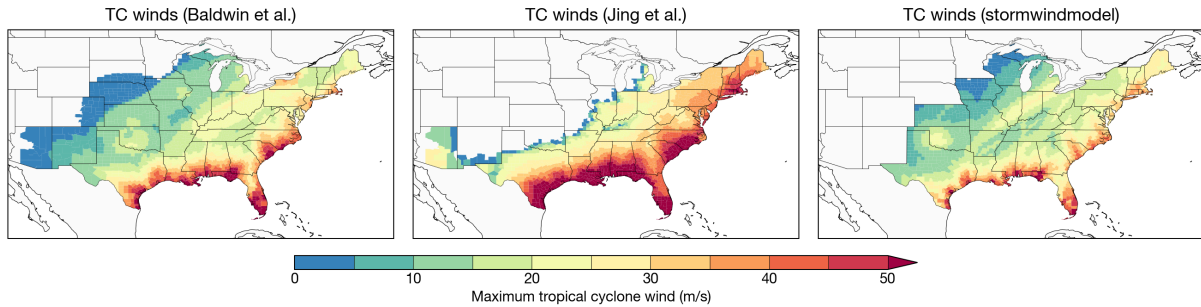 TC winds (Baldwin et al.)
TC winds (Jing et al.)
TC winds (stormwindmodel)
0 10 20 30 40 50
Maximum tropical cyclone wind (m/s)